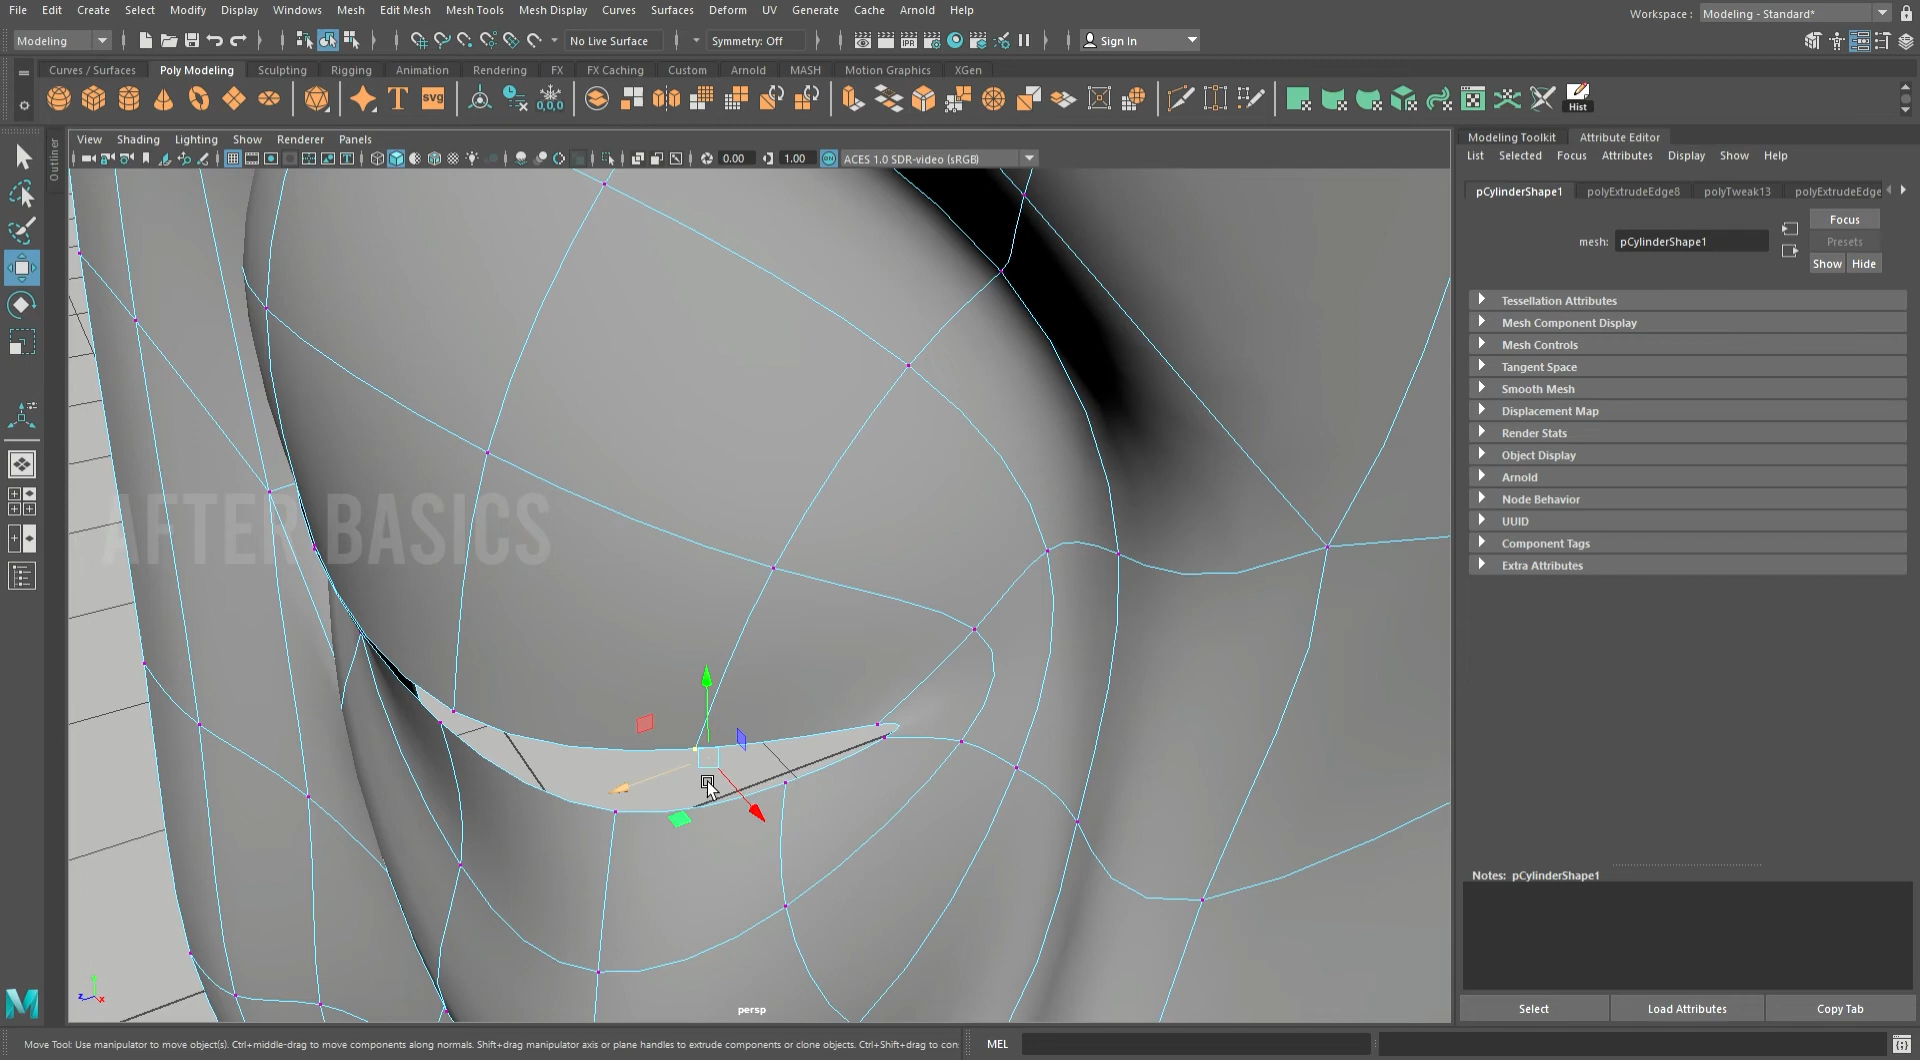 File Edit Create Select Modify Display Windows Mesh Edit Mesh Mesh Tools Mesh Display Curves Surfaces Deform UV Generate Cache Arnold Help
Workspace : Modeling - Standard*
Modeling No Live Surface Symmetry: Off IPR Sign In
Curves / Surfaces Poly Modeling Sculpting Rigging Animation Rendering FX FX Caching Custom Arnold MASH Motion Graphics XGen
T SVG 0,0,0 Hist
Outliner
View Shading Lighting Show Renderer Panels
0.00 1.00 ON ACES 1.0 SDR-video (sRGB)
AFTER BASICS
persp
y z x
Modeling Toolkit Attribute Editor
List Selected Focus Attributes Display Show Help
pCylinderShape1 polyExtrudeEdge8 polyTweak13 polyExtrudeEdge
mesh: pCylinderShape1
Focus
Presets
Show Hide
Tessellation Attributes
Mesh Component Display
Mesh Controls
Tangent Space
Smooth Mesh
Displacement Map
Render Stats
Object Display
Arnold
Node Behavior
UUID
Component Tags
Extra Attributes
Notes: pCylinderShape1
Select Load Attributes Copy Tab
Move Tool: Use manipulator to move object(s). Ctrl+middle-drag to move components along normals. Shift+drag manipulator axis or plane handles to extrude components or clone objects. Ctrl+Shift+drag to con
MEL